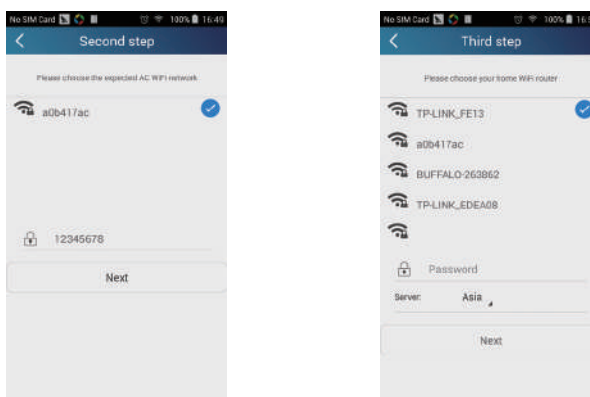 No SIM Card 100% 16:49
Second step
Please choose the expected AC WiFi network
a0b417ac
12345678
Next
No SIM Card 100%
Third step
Please choose your home WiFi router
TP-LINK_FE13
a0b417ac
BUFFALO-263862
TP-LINK_EDEA08
Password
Server: Asia
Next